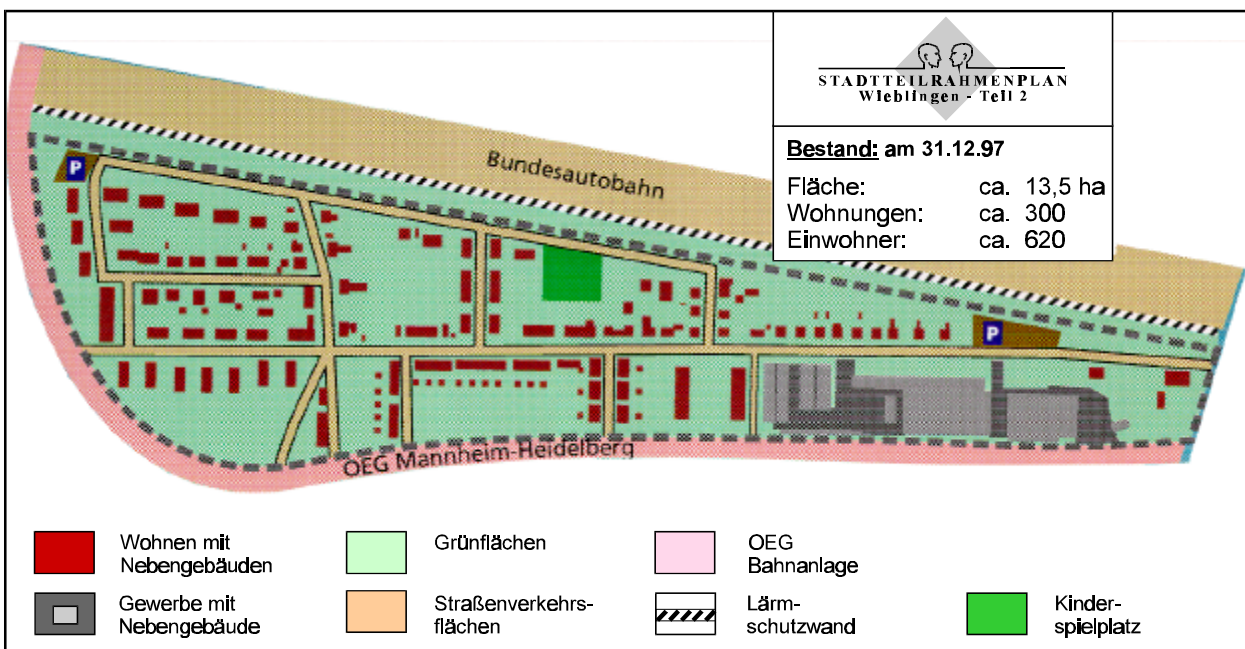 STADTTEILRAHMENPLAN
Wieblingen - Teil 2
Bestand: am 31.12.97
Fläche: ca. 13,5 ha
Wohnungen: ca. 300
Einwohner: ca. 620
Bundesautobahn
P
P
OEG Mannheim-Heidelberg
Wohnen mit
Nebengebäuden
Grünflächen
OEG
Bahnanlage
Gewerbe mit
Nebengebäude
Straßenverkehrs-
flächen
Lärm-
schutzwand
Kinder-
spielplatz